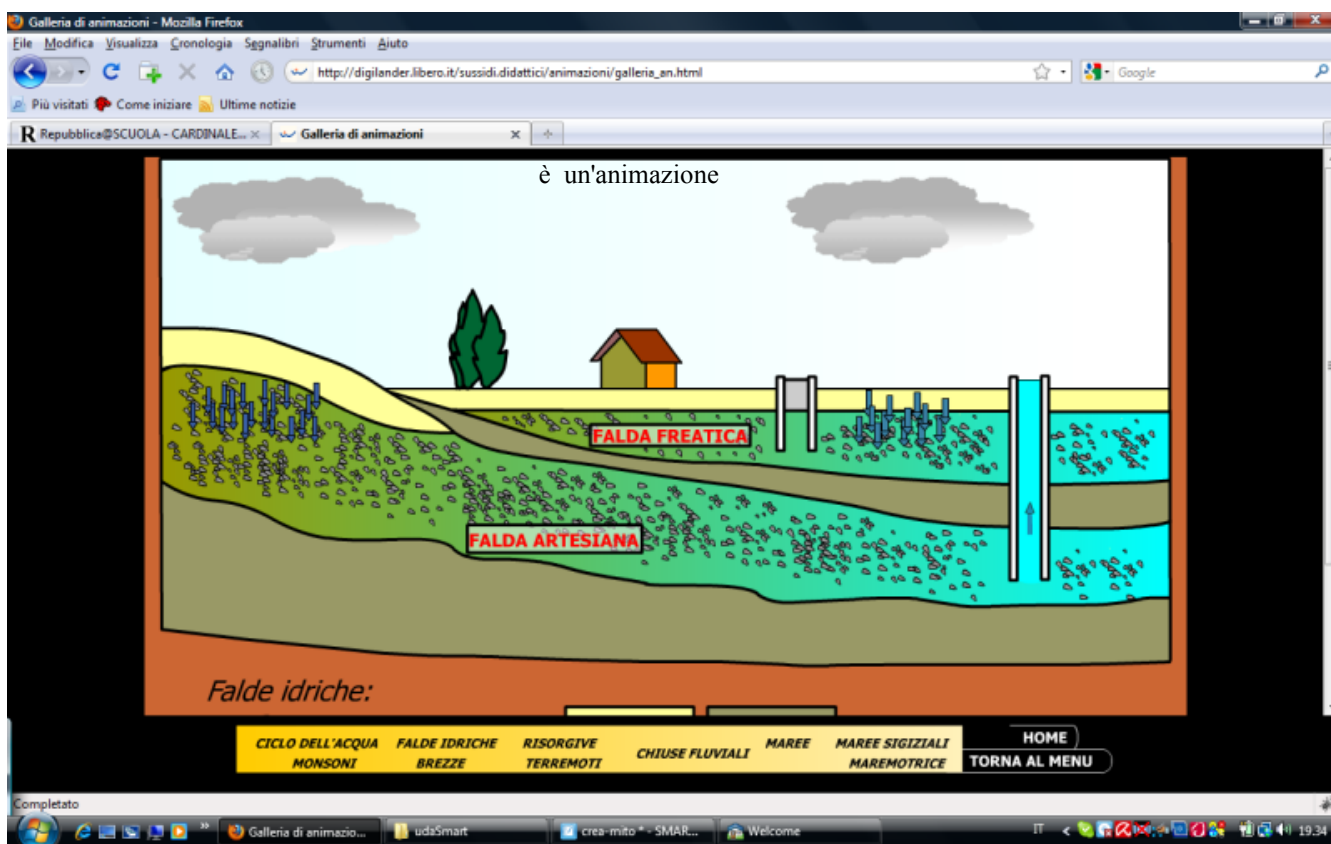 Galleria di animazioni - Mozilla Firefox
File Modifica Visualizza Cronologia Segnalibri Strumenti Aiuto
http://digilander.libero.it/sussidi.didattici/animazioni/galleria_an.html
Google
Più visitati Come iniziare Ultime notizie
R Repubblica@SCUOLA - CARDINALE... Galleria di animazioni
è un'animazione
FALDA FREATICA
FALDA ARTESIANA
Falde idriche:
CICLO DELL'ACQUA FALDE IDRICHE RISORGIVE CHIUSE FLUVIALI MAREE MAREE SIGIZIALI HOME
MONSONI BREZZE TERREMOTI MAREMOTRICE TORNA AL MENU
Completato
Galleria di animazio... udaSmart crea-mito * - SMAR... Welcome IT 19.34